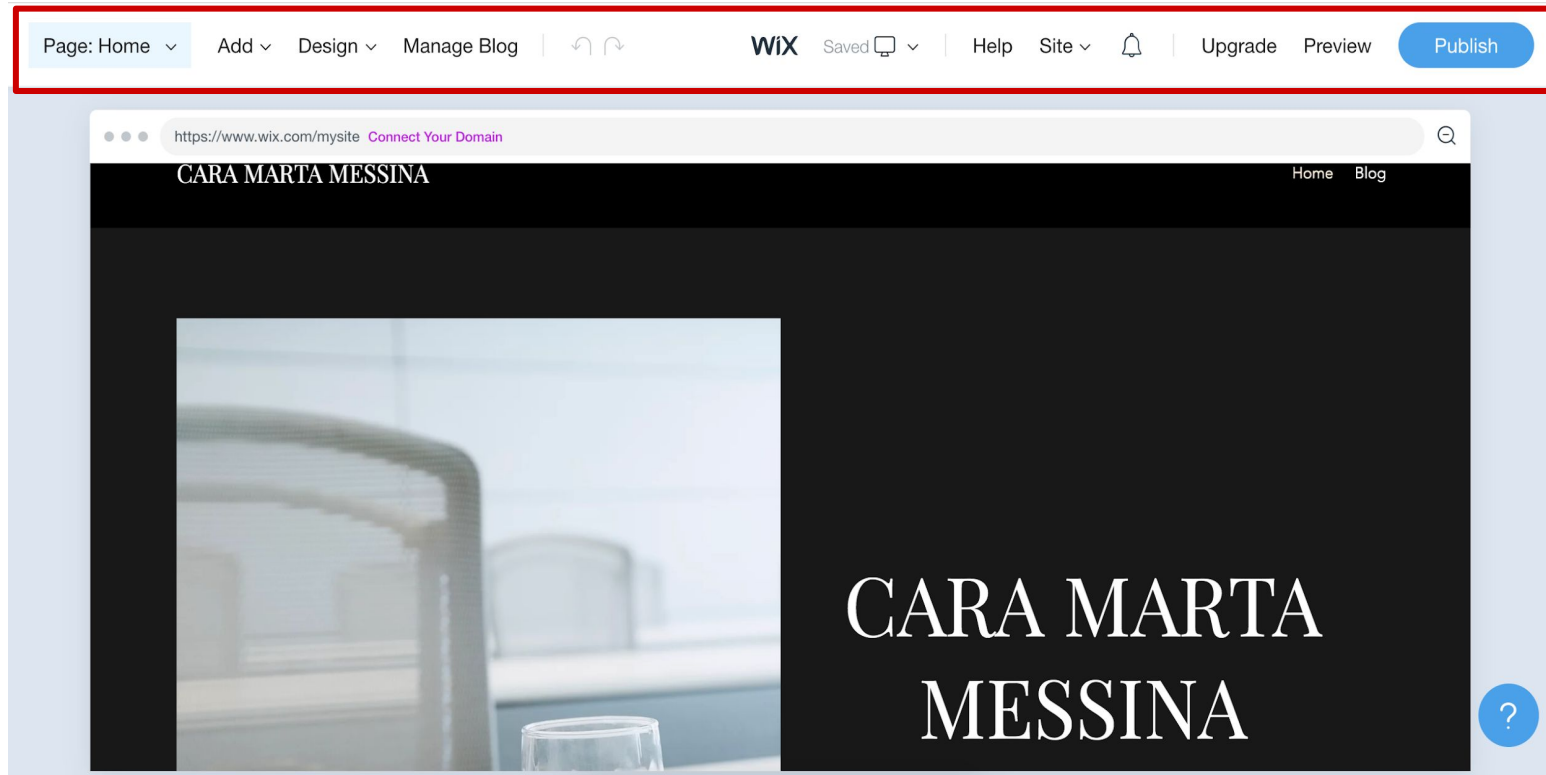 Page: Home Add Design Manage Blog WiX Saved Help Site Upgrade Preview Publish
https://www.wix.com/mysite Connect Your Domain
CARA MARTA MESSINA Home Blog
CARA MARTA
MESSINA
?